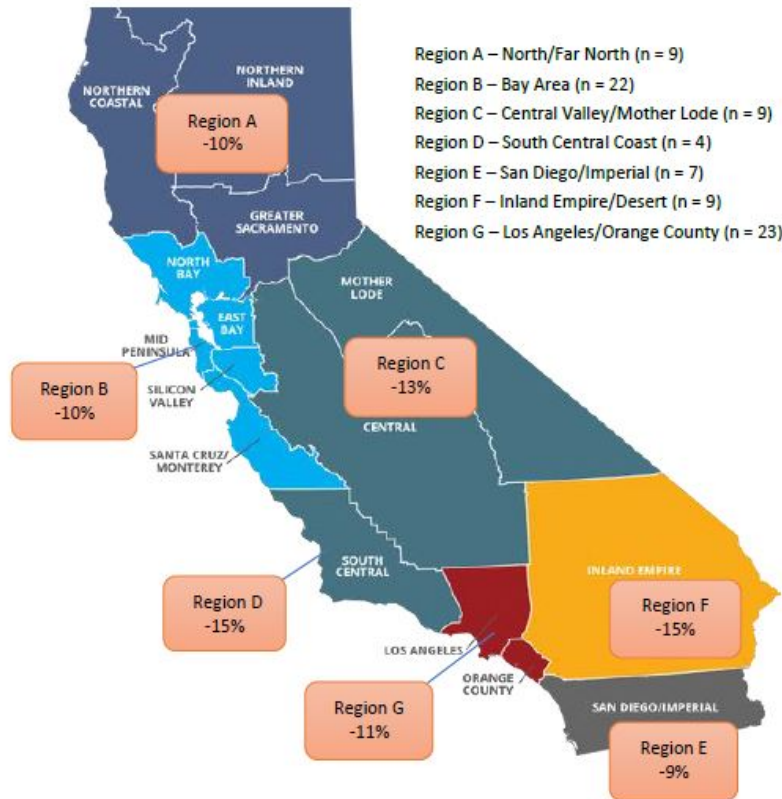 Region A – North/Far North (n = 9)
Region B – Bay Area (n = 22)
Region C – Central Valley/Mother Lode (n = 9)
Region D – South Central Coast (n = 4)
Region E – San Diego/Imperial (n = 7)
Region F – Inland Empire/Desert (n = 9)
Region G – Los Angeles/Orange County (n = 23)
NORTHERN
COASTAL
NORTHERN
INLAND
Region A
-10%
GREATER
SACRAMENTO
NORTH
BAY
EAST
BAY
MID
PENINSULA
SILICON
VALLEY
Region B
-10%
MOTHER
LODE
Region C
-13%
CENTRAL
SANTA CRUZ/
MONTEREY
SOUTH
CENTRAL
Region D
-15%
INLAND EMPIRE
Region F
-15%
LOS ANGELES
ORANGE
COUNTY
Region G
-11%
SAN DIEGO/IMPERIAL
Region E
-9%